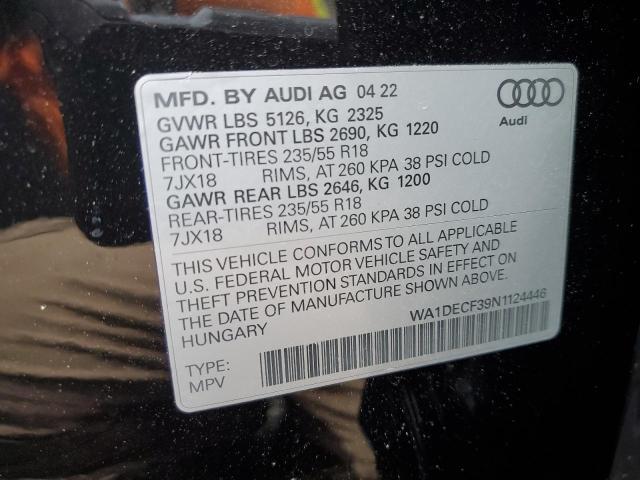 MFD. BY AUDI AG 04 22
GVWR LBS 5126, KG 2325
GAWR FRONT LBS 2690, KG 1220
FRONT-TIRES 235/55 R18
7JX18 RIMS, AT 260 KPA 38 PSI COLD
GAWR REAR LBS 2646, KG 1200
REAR-TIRES 235/55 R18
7JX18 RIMS, AT 260 KPA 38 PSI COLD
Audi
THIS VEHICLE CONFORMS TO ALL APPLICABLE
U.S. FEDERAL MOTOR VEHICLE SAFETY AND
THEFT PREVENTION STANDARDS IN EFFECT ON
THE DATE OF MANUFACTURE SHOWN ABOVE.
HUNGARY
WA1DECF39N1124446
TYPE:
MPV